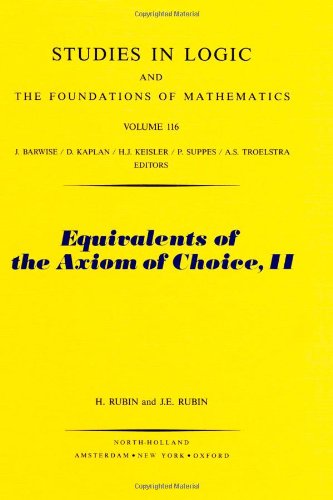 STUDIES IN LOGIC
AND
THE FOUNDATIONS OF MATHEMATICS
VOLUME 116
J. BARWISE / D. KAPLAN / H.J. KEISLER / P. SUPPES / A.S. TROELSTRA
EDITORS
Equivalents of
the Axiom of Choice, II
H. RUBIN and J.E. RUBIN
NORTH-HOLLAND
AMSTERDAM • NEW YORK • OXFORD